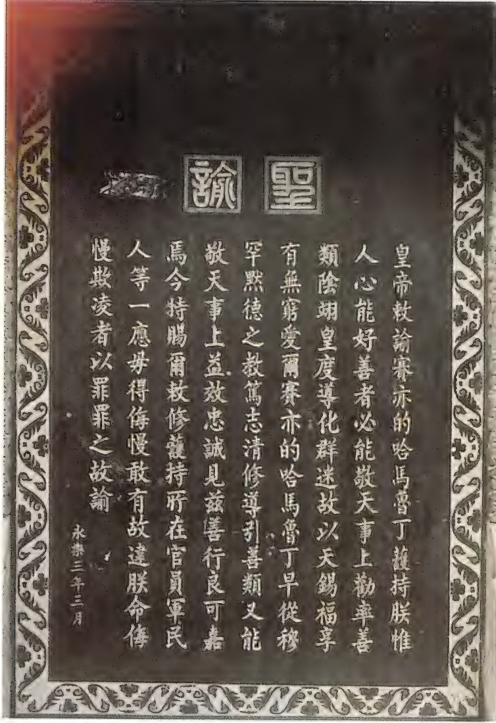 聖諭
皇帝敕諭賽亦的哈馬魯丁護持朕惟
人心能好善者必能敬天事上勸率善
類陰翊皇度導化群迷故以天錫福享
有無窮愛爾賽亦的哈馬魯丁早從穆
罕默德之教篤志清修導引善類又能
敬天事上益效忠誠見兹善行良可嘉
焉今持賜爾敕修護持所在官員軍民
人等一應毋得侮慢敢有故違朕命侮
慢欺凌者以罪罪之故諭
永樂三年三月